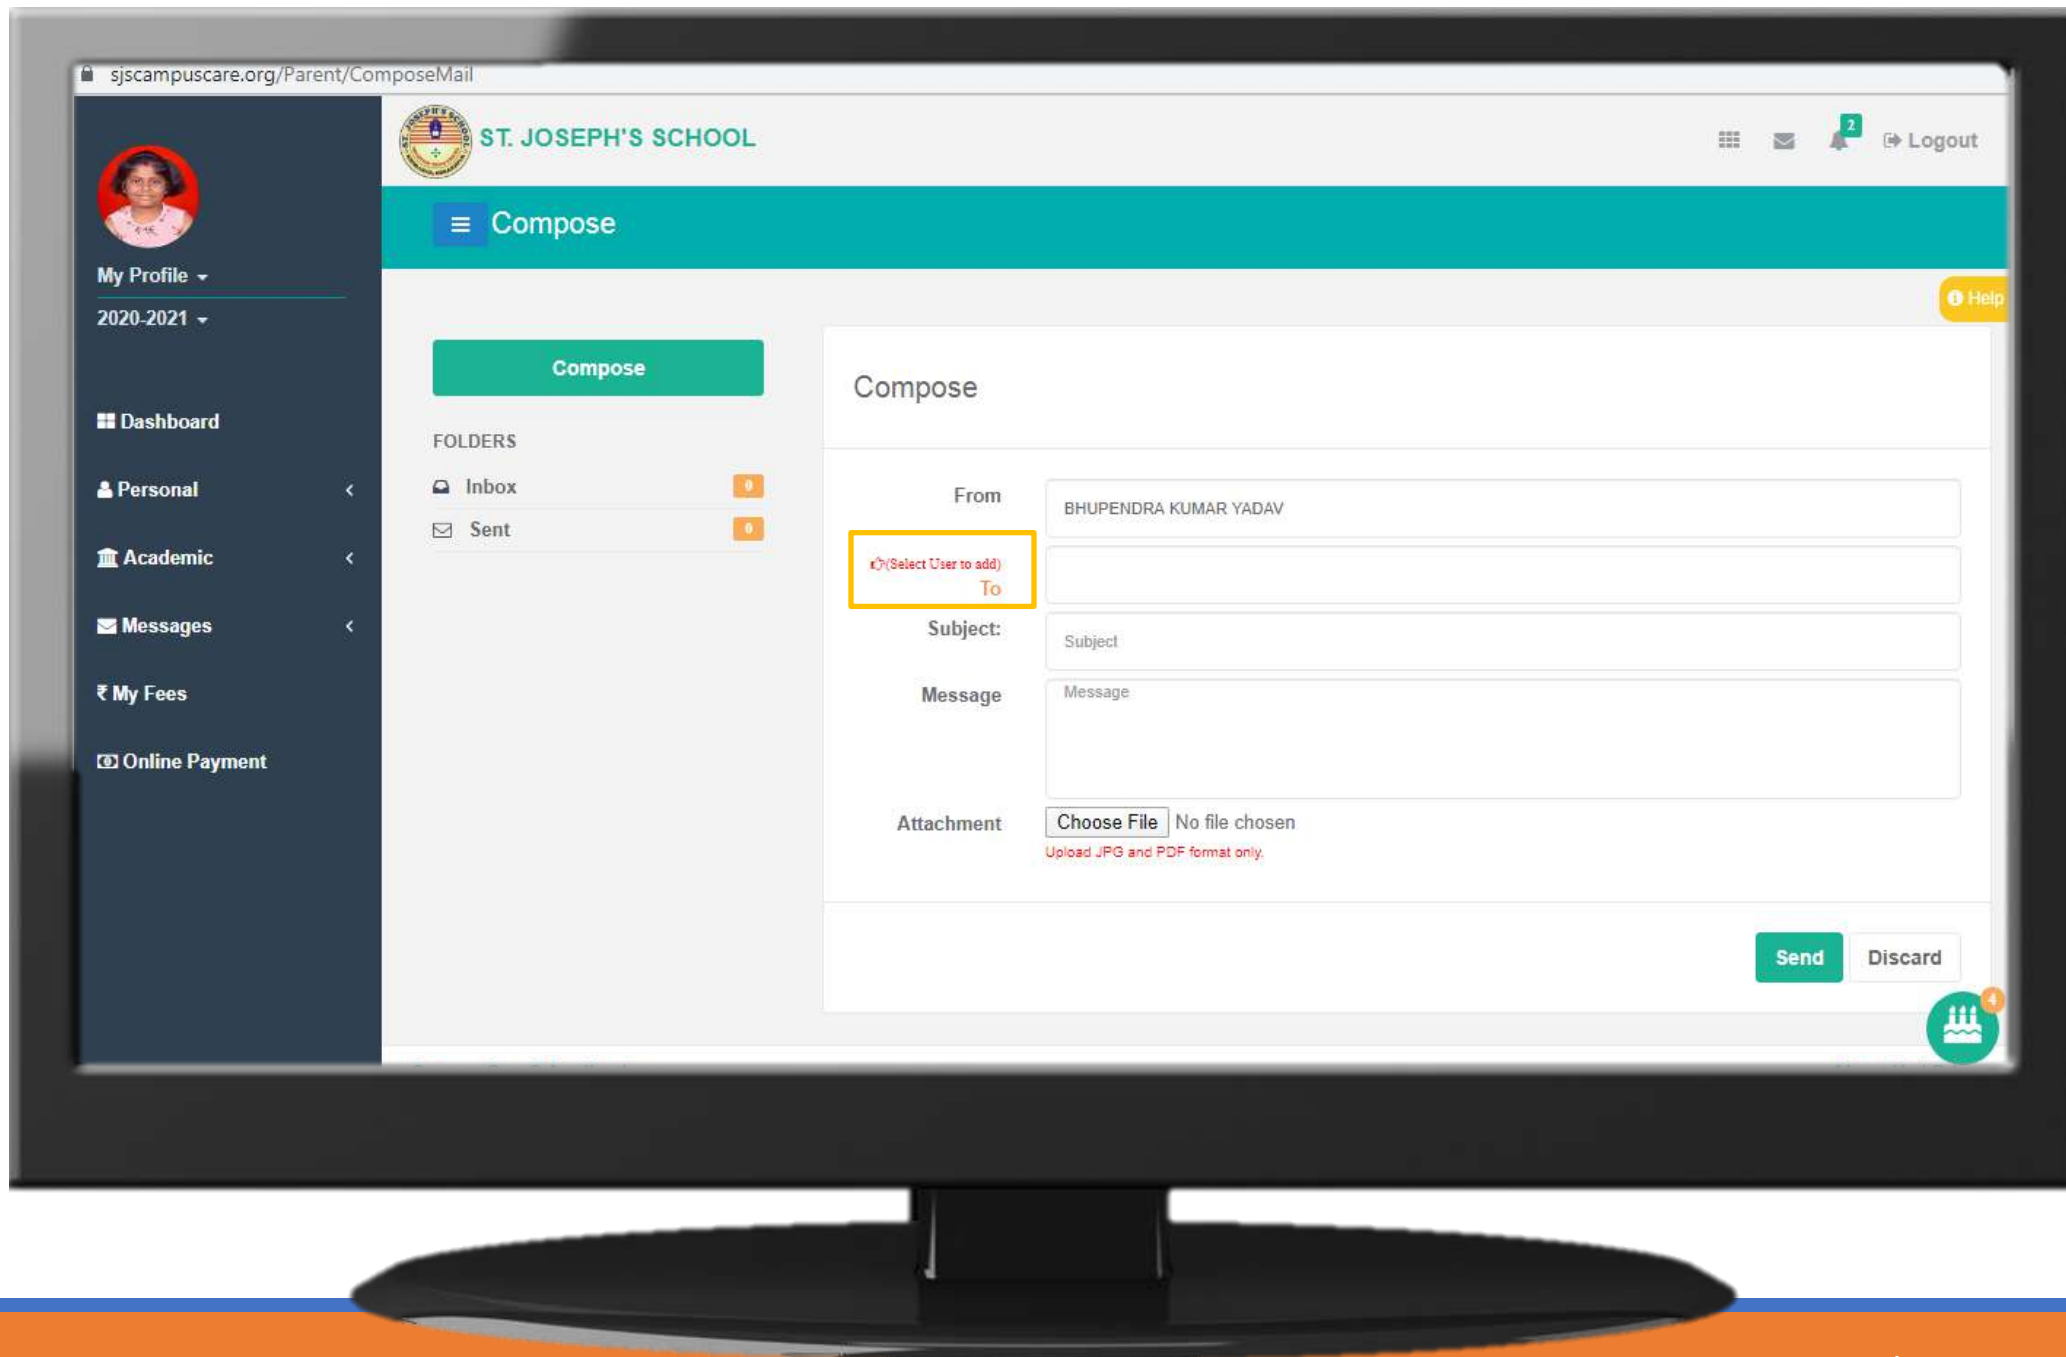 sjscampuscare.org/Parent/ComposeMail
ST. JOSEPH'S SCHOOL
2
Logout
Compose
My Profile
2020-2021
Help
Dashboard
Personal
Academic
Messages
₹ My Fees
Online Payment
Compose
FOLDERS
Inbox 0
Sent 0
Compose
From BHUPENDRA KUMAR YADAV
(Select User to add)
To
Subject: Subject
Message Message
Attachment Choose File No file chosen
Upload JPG and PDF format only.
Send Discard
4